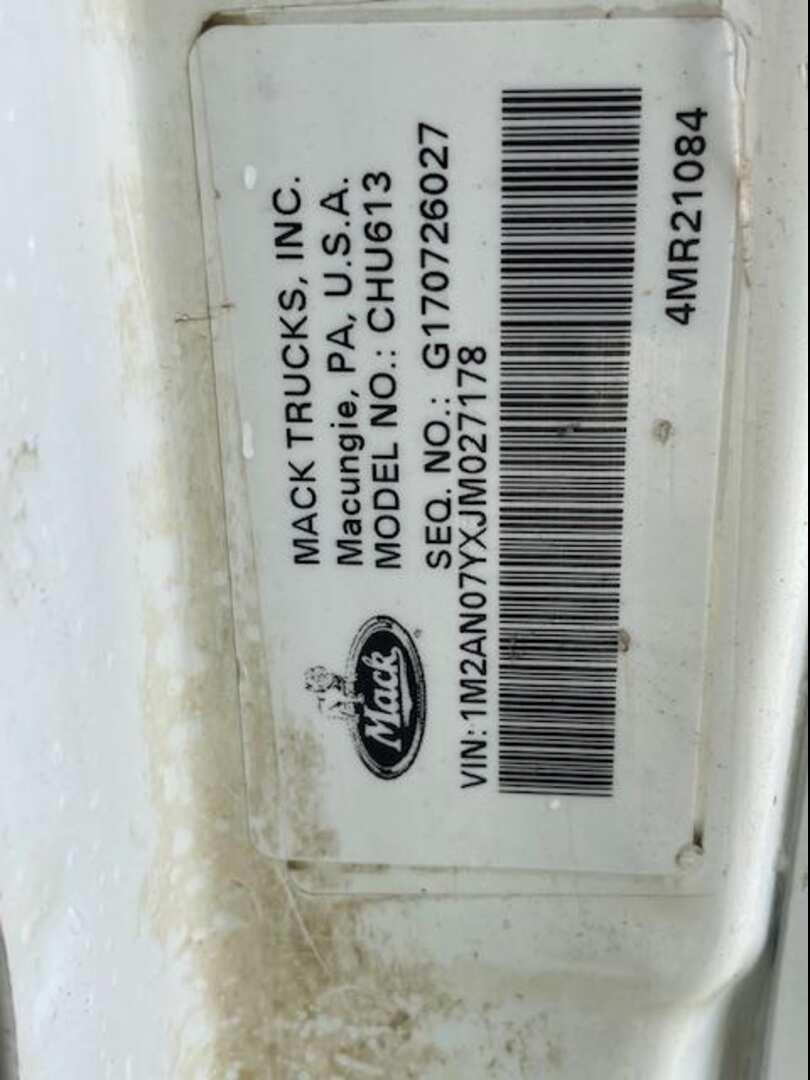 MACK TRUCKS, INC.
Macungie, PA, U.S.A.
MODEL NO.: CHU613
SEQ. NO.: G170726027
Mack
VIN: 1M2AN07YXJM027178
4MR21084